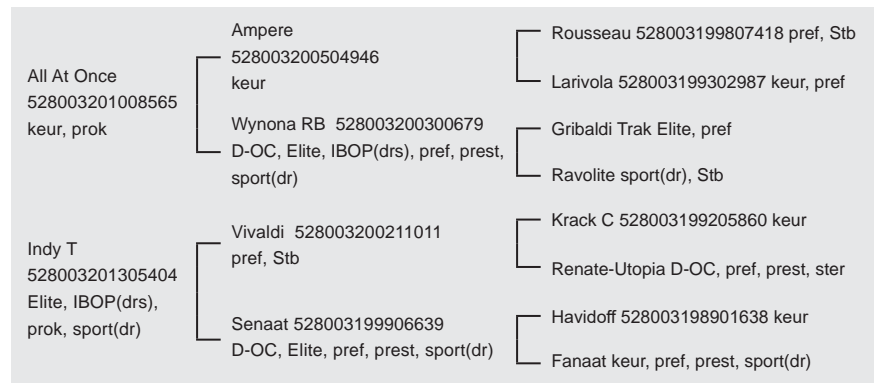 All At Once
528003201008565
keur, prok
Indy T
528003201305404
Elite, IBOP(drs),
prok, sport(dr)
Ampere
528003200504946
keur
Wynona RB  528003200300679
D-OC, Elite, IBOP(drs), pref, prest,
sport(dr)
Vivaldi  528003200211011
pref, Stb
Senaat 528003199906639
D-OC, Elite, pref, prest, sport(dr)
Rousseau 528003199807418 pref, Stb
Larivola 528003199302987 keur, pref
Gribaldi Trak Elite, pref
Ravolite sport(dr), Stb
Krack C 528003199205860 keur
Renate-Utopia D-OC, pref, prest, ster
Havidoff 528003198901638 keur
Fanaat keur, pref, prest, sport(dr)